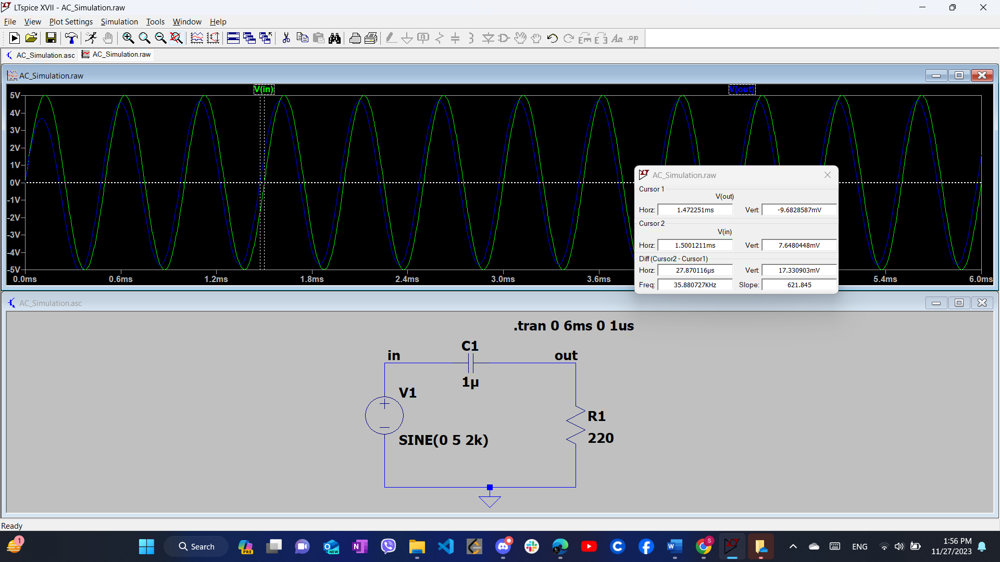 LTspice XVII - AC_Simulation.raw
File View Plot Settings Simulation Tools Window Help
AC_Simulation.asc AC_Simulation.raw
AC_Simulation.raw
V(in) V(out)
5V
4V
3V
2V
1V
0V
-1V
-2V
-3V
-4V
-5V
0.0ms 0.6ms 1.2ms 1.8ms 2.4ms 3.0ms 3.6ms 5.4ms 6.0ms
AC_Simulation.raw
Cursor 1
V(out)
Horz: 1.472251ms Vert: -9.6828587mV
Cursor 2
V(in)
Horz: 1.5001211ms Vert: 7.6480448mV
Diff (Cursor2 - Cursor1)
Horz: 27.870116µs Vert: 17.330903mV
Freq: 35.880727KHz Slope: 621.845
AC_Simulation.asc
.tran 0 6ms 0 1us
C1
in out
1µ
V1
R1
220
SINE(0 5 2k)
Ready
1 Search PRE NEW N S W ENG 1:56 PM
11/27/2023